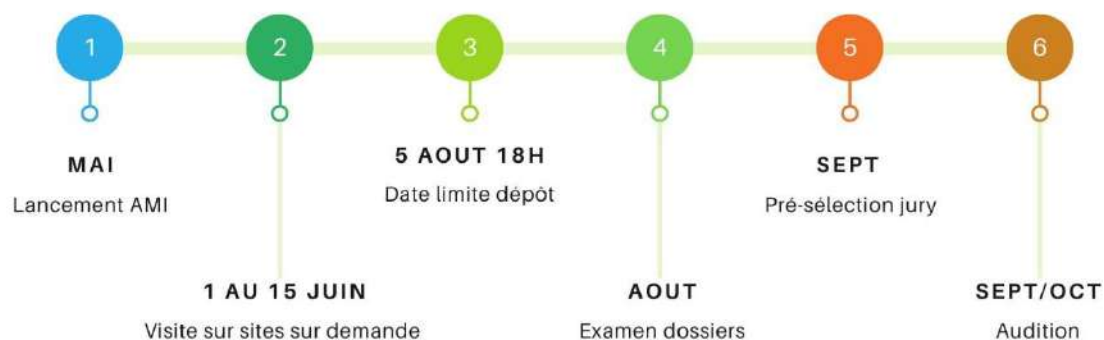 1
2
3
4
5
6
MAI
Lancement AMI
1 AU 15 JUIN
Visite sur sites sur demande
5 AOUT 18H
Date limite dépôt
AOUT
Examen dossiers
SEPT
Pré-sélection jury
SEPT/OCT
Audition